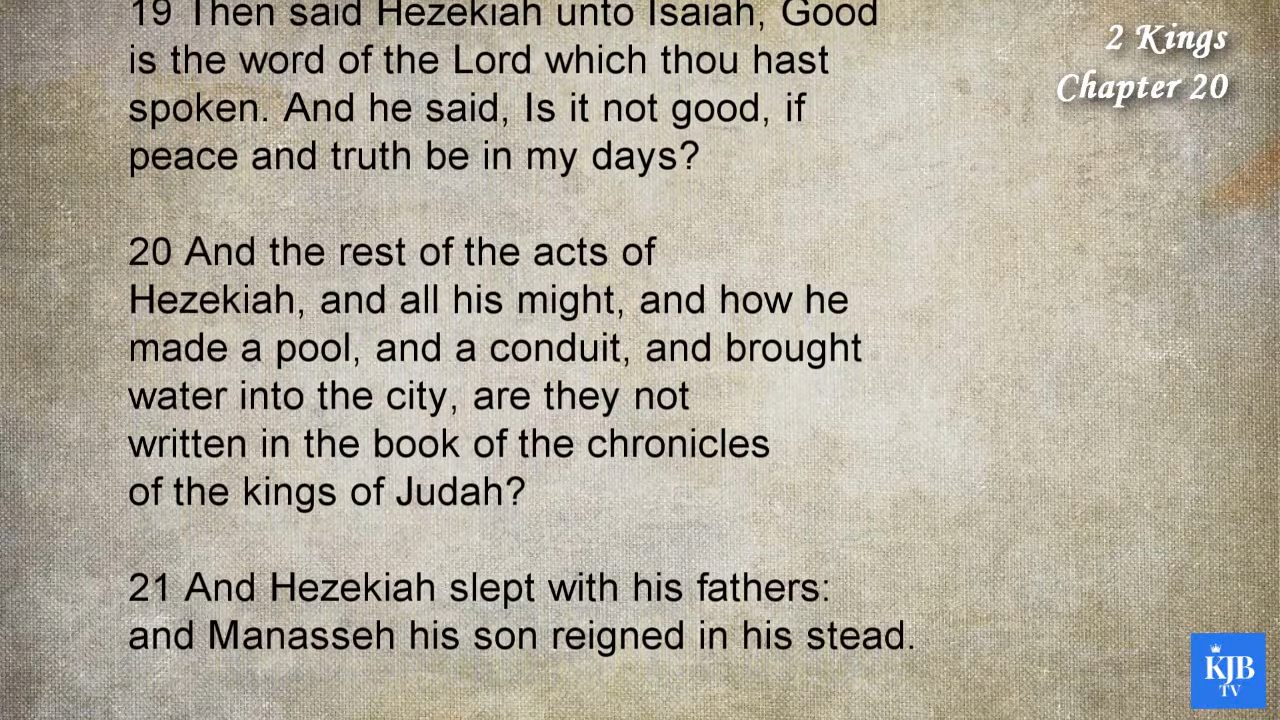 19 Then said Hezekiah unto Isaiah, Good
is the word of the Lord which thou hast
spoken. And he said, Is it not good, if
peace and truth be in my days?
20 And the rest of the acts of
Hezekiah, and all his might, and how he
made a pool, and a conduit, and brought
water into the city, are they not
written in the book of the chronicles
of the kings of Judah?
21 And Hezekiah slept with his fathers:
and Manasseh his son reigned in his stead.
2 Kings
Chapter 20
KJB
TV